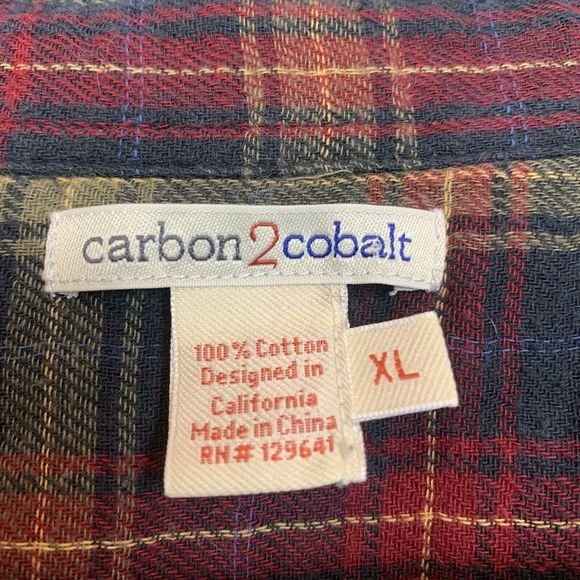 carbon2cobalt
100% Cotton
Designed in
California
Made in China
RN# 129641
XL